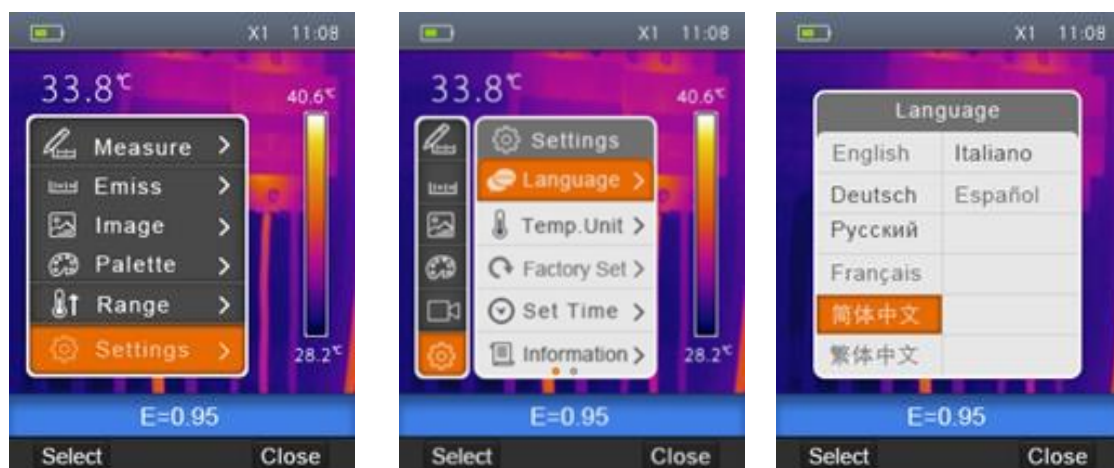 X1 11:08
33.8℃
40.6℃
Measure
Emiss
Image
Palette
Range
Settings
28.2℃
E=0.95
Select Close
X1 11:08
33.8℃
40.6℃
Settings
Language
Temp.Unit
Factory Set
Set Time
Information
28.2℃
E=0.95
Select Close
X1 11:08
Language
English Italiano
Deutsch Español
Русский
Français
简体中文
繁体中文
E=0.95
Select Close